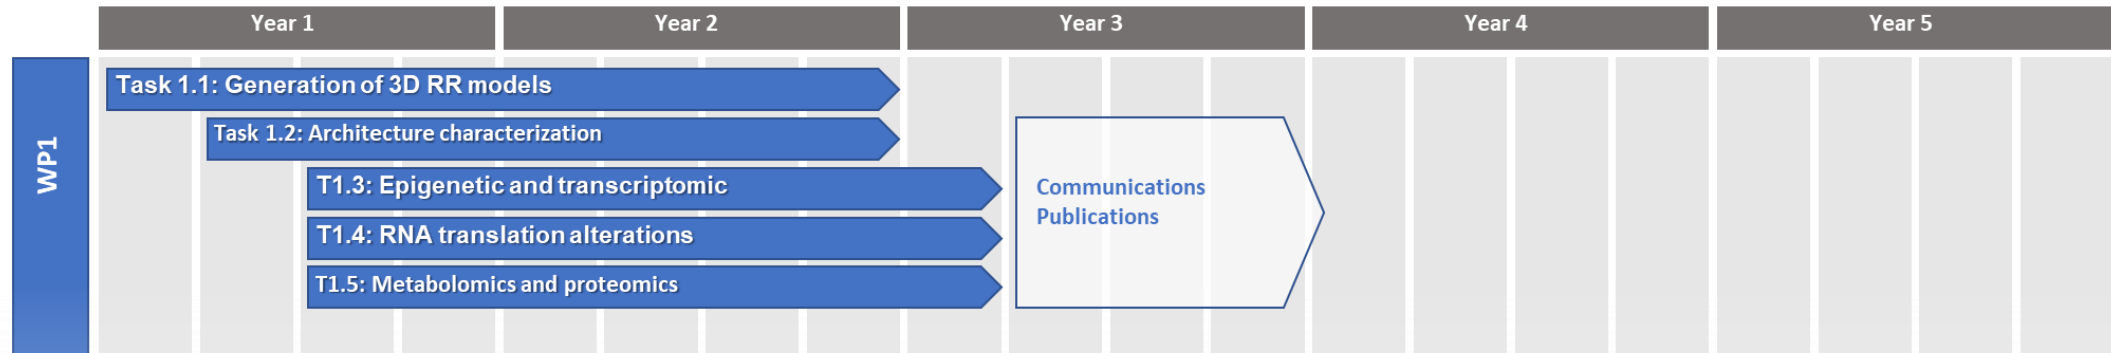 Year 1
Year 2
Year 3
Year 4
Year 5
WP1
Task 1.1: Generation of 3D RR models
Task 1.2: Architecture characterization
T1.3: Epigenetic and transcriptomic
T1.4: RNA translation alterations
T1.5: Metabolomics and proteomics
Communications
Publications